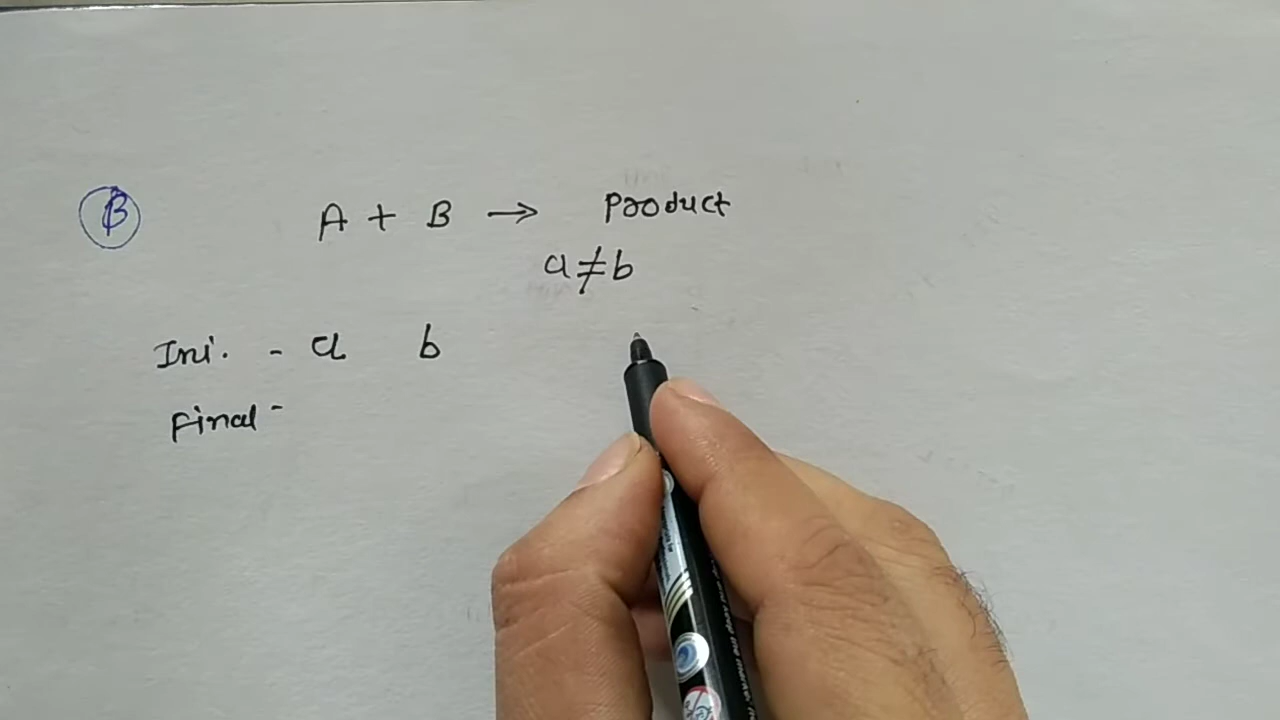 B A + B → Product
a ≠ b
Ini. - a b
Final -